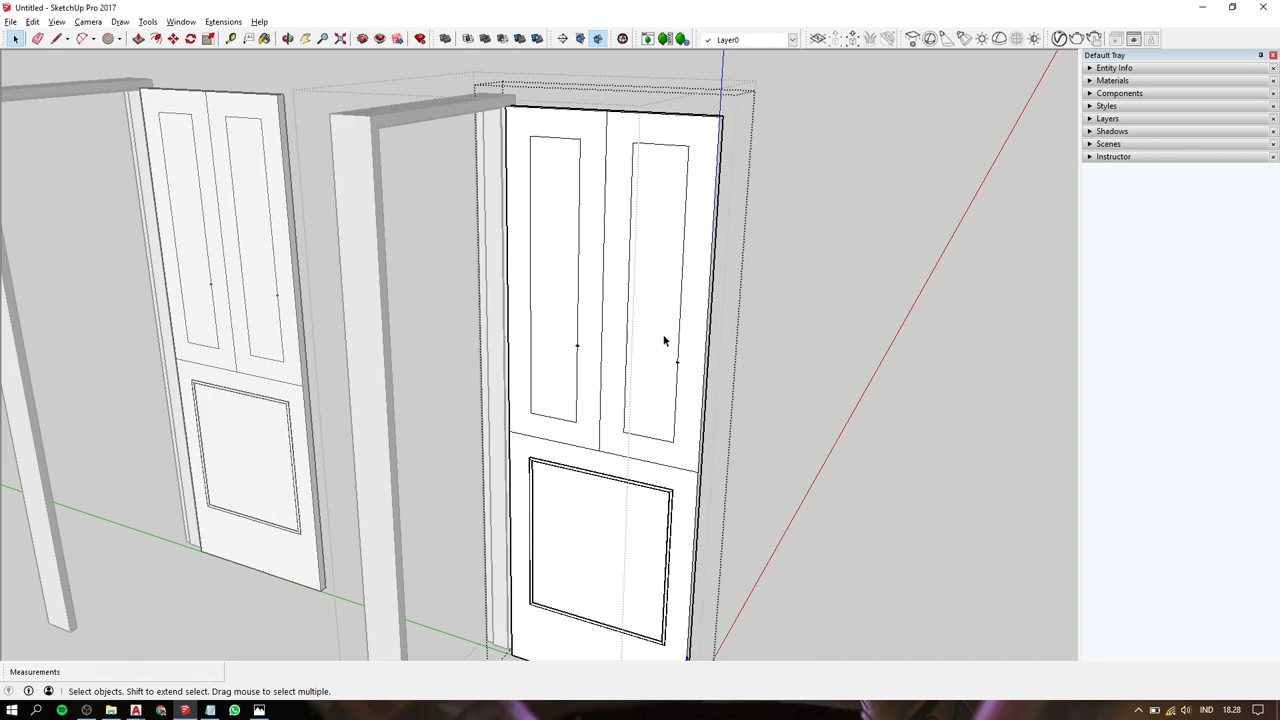 Untitled - SketchUp Pro 2017
File Edit View Camera Draw Tools Window Extensions Help
Layer0
Default Tray
Entity Info
Materials
Components
Styles
Layers
Shadows
Scenes
Instructor
Measurements
Select objects. Shift to extend select. Drag mouse to select multiple.
IND 18.28